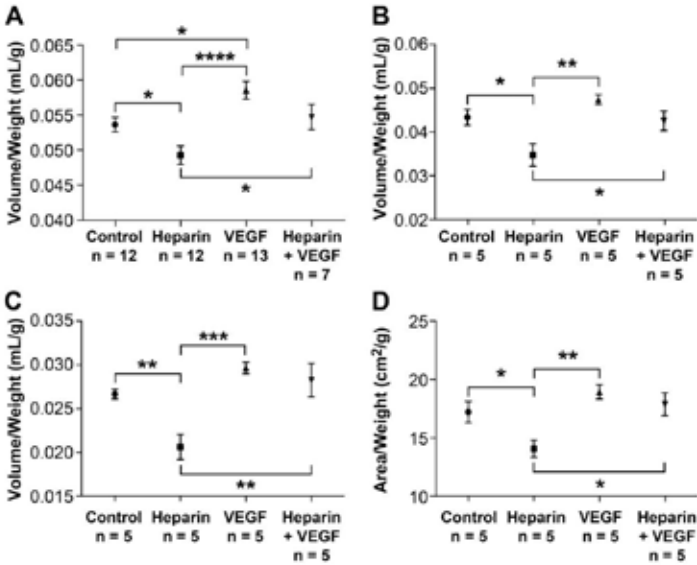 A
Volume/Weight (mL/g)
0.065
0.060
0.055
0.050
0.045
0.040
*
*
****
*
Control
n = 12
Heparin
n = 12
VEGF
n = 13
Heparin
+ VEGF
n = 7
B
Volume/Weight (mL/g)
0.06
0.05
0.04
0.03
0.02
*
**
*
Control
n = 5
Heparin
n = 5
VEGF
n = 5
Heparin
+ VEGF
n = 5
C
Volume/Weight (mL/g)
0.035
0.030
0.025
0.020
0.015
**
***
**
Control
n = 5
Heparin
n = 5
VEGF
n = 5
Heparin
+ VEGF
n = 5
D
Area/Weight (cm²/g)
25
20
15
10
*
**
*
Control
n = 5
Heparin
n = 5
VEGF
n = 5
Heparin
+ VEGF
n = 5